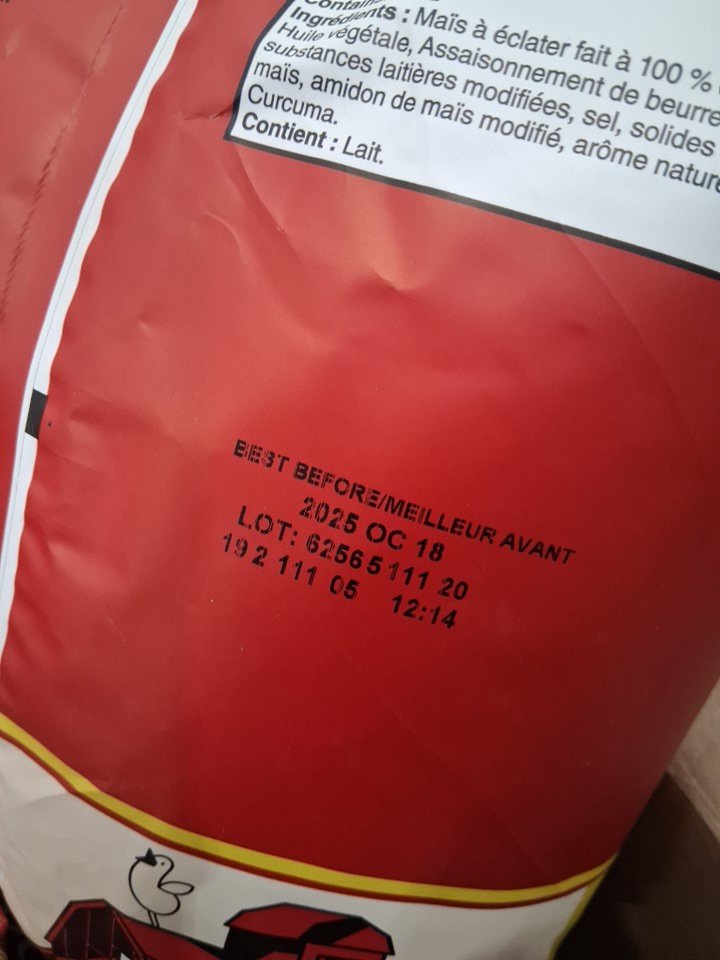 Ingrédients : Maïs à éclater fait à 100 %
Huile végétale, Assaisonnement de beurre
substances laitières modifiées, sel, solides
maïs, amidon de maïs modifié, arôme nature
Curcuma.
Contient : Lait.
BEST BEFORE/MEILLEUR AVANT
2025 OC 18
LOT: 62565 111 20
19 2 111 05 12:14